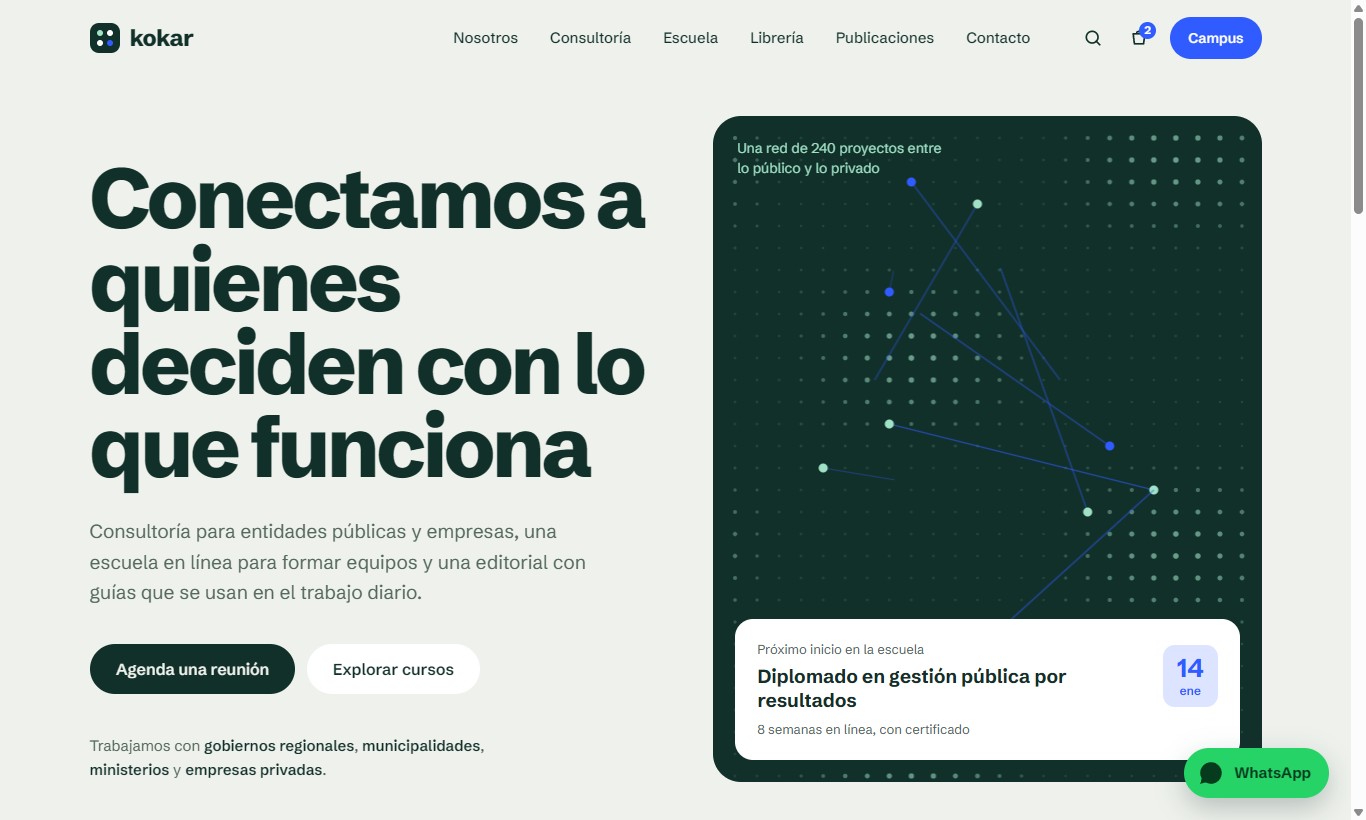 kokar
Nosotros
Consultoría
Escuela
Librería
Publicaciones
Contacto
2
Campus
Conectamos a
quienes
deciden con lo
que funciona
Consultoría para entidades públicas y empresas, una
escuela en línea para formar equipos y una editorial con
guías que se usan en el trabajo diario.
Agenda una reunión
Explorar cursos
Trabajamos con gobiernos regionales, municipalidades,
ministerios y empresas privadas.
Una red de 240 proyectos entre
lo público y lo privado
Próximo inicio en la escuela
Diplomado en gestión pública por
resultados
8 semanas en línea, con certificado
14
ene
WhatsApp